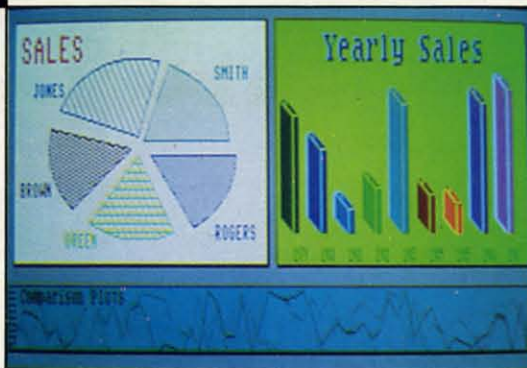 SALES
JONES
SMITH
BROWN
GREEN
ROGERS
Yearly Sales
Comparison Plots